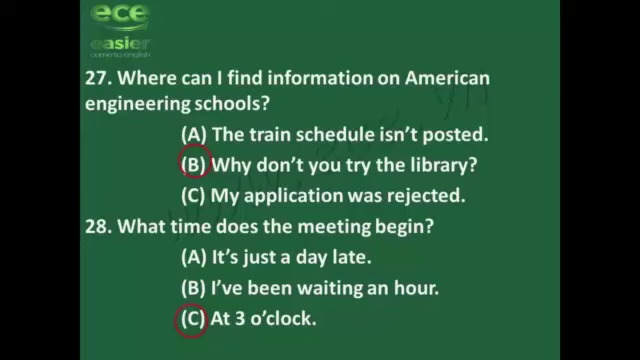 ece
easier
come to english
27. Where can I find information on American
engineering schools?
(A) The train schedule isn't posted.
(B) Why don't you try the library?
(C) My application was rejected.
28. What time does the meeting begin?
(A) It's just a day late.
(B) I've been waiting an hour.
(C) At 3 o'clock.